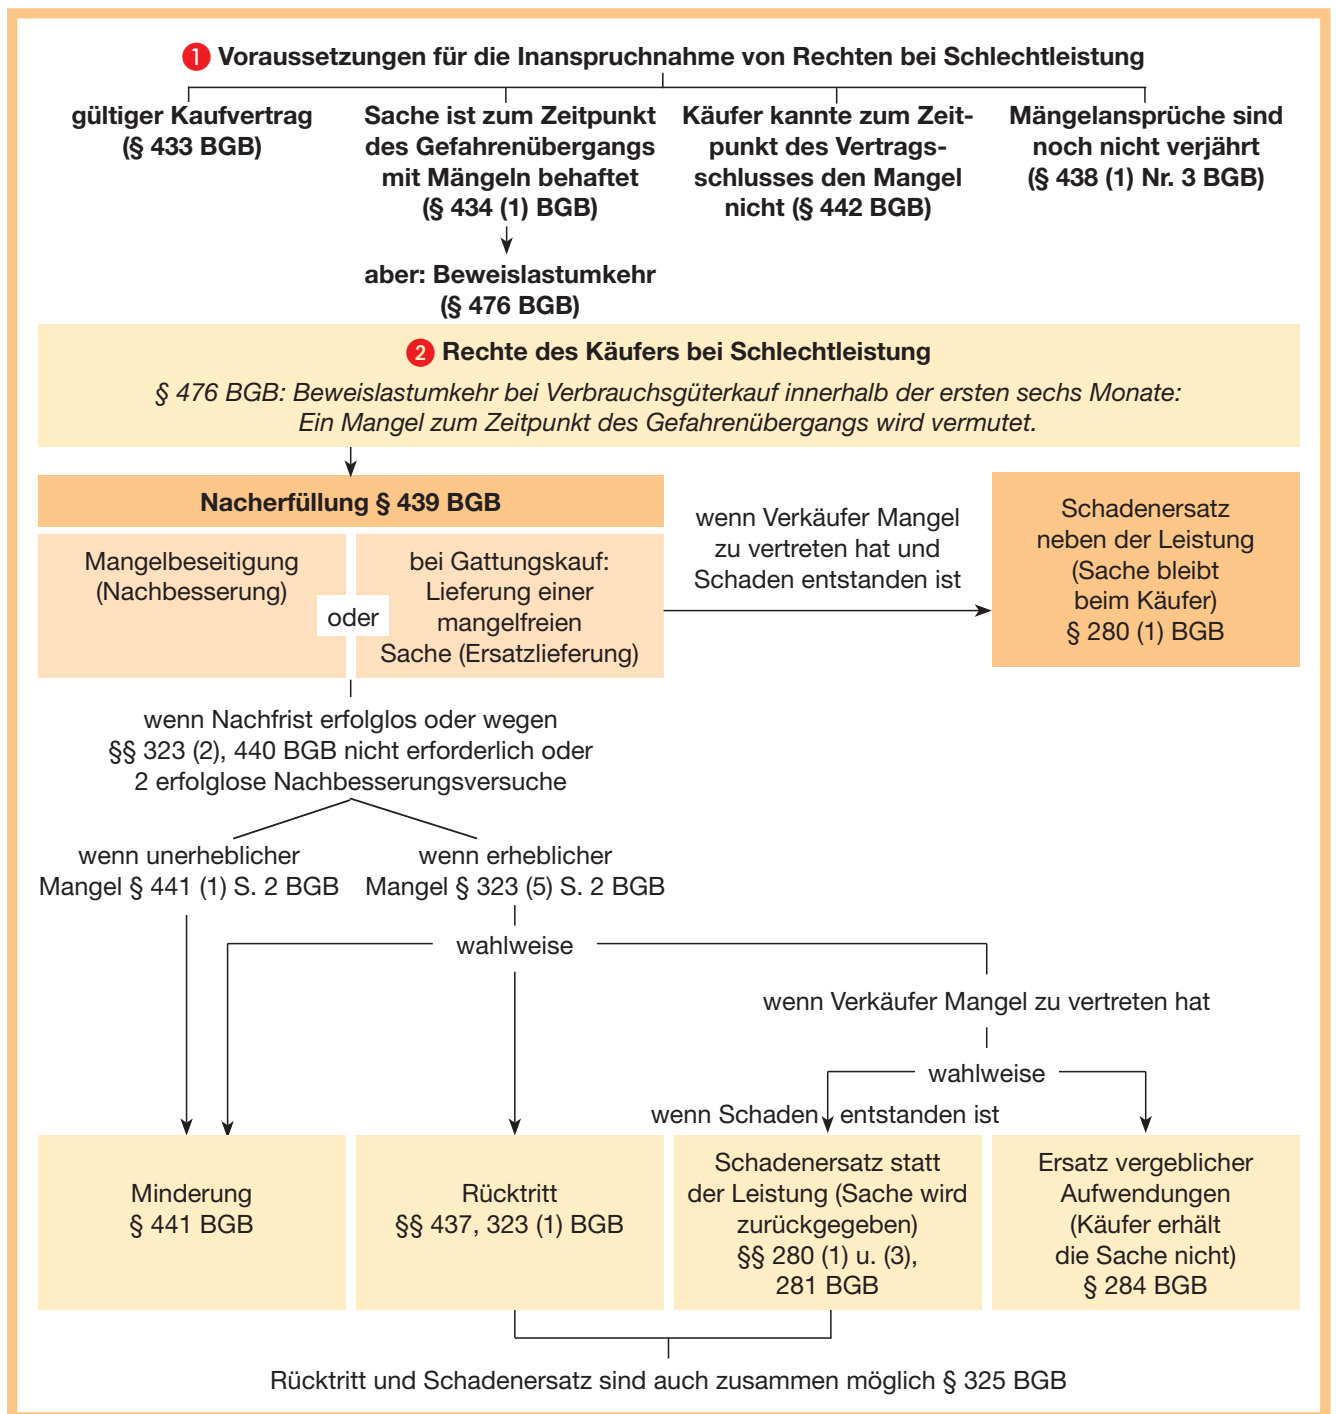 1 Voraussetzungen für die Inanspruchnahme von Rechten bei Schlechtleistung
gültiger Kaufvertrag
(§ 433 BGB)
Sache ist zum Zeitpunkt
des Gefahrenübergangs
mit Mängeln behaftet
(§ 434 (1) BGB)
Käufer kannte zum Zeit-
punkt des Vertrags-
schlusses den Mangel
nicht (§ 442 BGB)
Mängelansprüche sind
noch nicht verjährt
(§ 438 (1) Nr. 3 BGB)
aber: Beweislastumkehr
(§ 476 BGB)
2 Rechte des Käufers bei Schlechtleistung
§ 476 BGB: Beweislastumkehr bei Verbrauchsgüterkauf innerhalb der ersten sechs Monate:
Ein Mangel zum Zeitpunkt des Gefahrenübergangs wird vermutet.
Nacherfüllung § 439 BGB
Mangelbeseitigung
(Nachbesserung)
oder
bei Gattungskauf:
Lieferung einer
mangelfreien
Sache (Ersatzlieferung)
wenn Verkäufer Mangel
zu vertreten hat und
Schaden entstanden ist
Schadenersatz
neben der Leistung
(Sache bleibt
beim Käufer)
§ 280 (1) BGB
wenn Nachfrist erfolglos oder wegen
§§ 323 (2), 440 BGB nicht erforderlich oder
2 erfolglose Nachbesserungsversuche
wenn unerheblicher
Mangel § 441 (1) S. 2 BGB
wenn erheblicher
Mangel § 323 (5) S. 2 BGB
wahlweise
wenn Verkäufer Mangel zu vertreten hat
wahlweise
wenn Schaden entstanden ist
Minderung
§ 441 BGB
Rücktritt
§§ 437, 323 (1) BGB
Schadenersatz statt
der Leistung (Sache wird
zurückgegeben)
§§ 280 (1) u. (3),
281 BGB
Ersatz vergeblicher
Aufwendungen
(Käufer erhält
die Sache nicht)
§ 284 BGB
Rücktritt und Schadenersatz sind auch zusammen möglich § 325 BGB